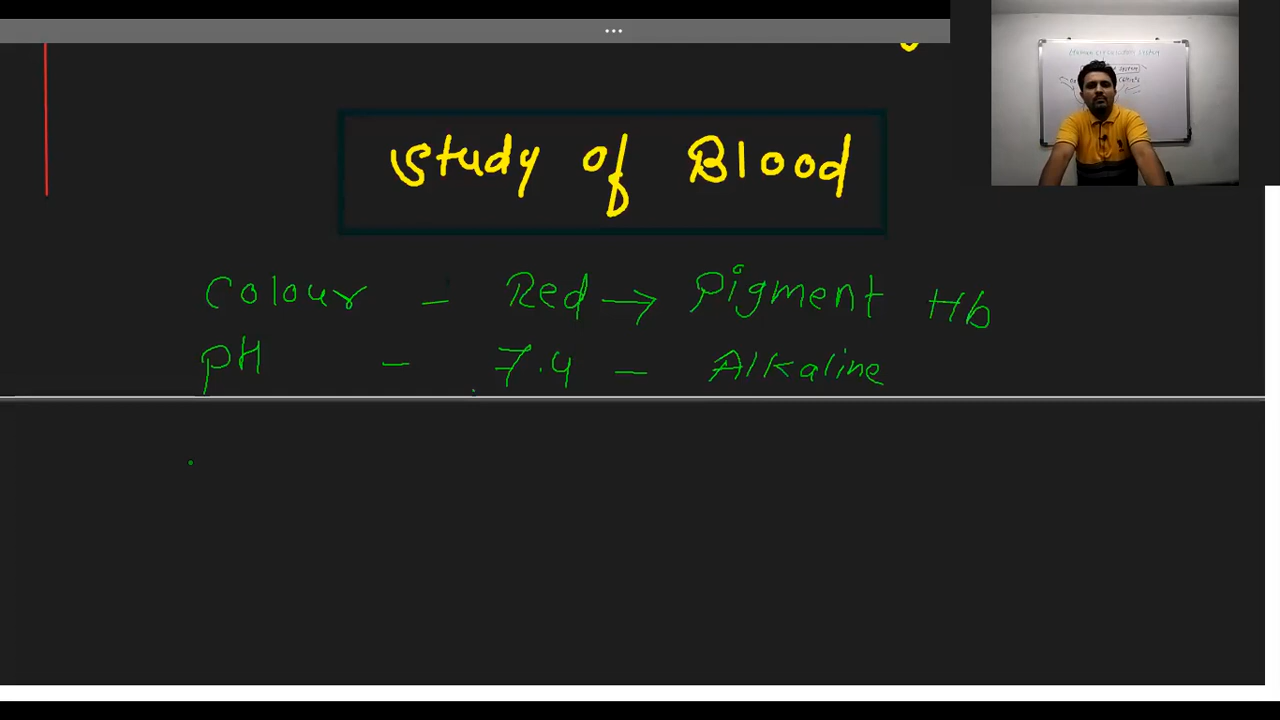 Study of Blood
Colour - Red → Pigment Hb
pH - 7.4 - Alkaline